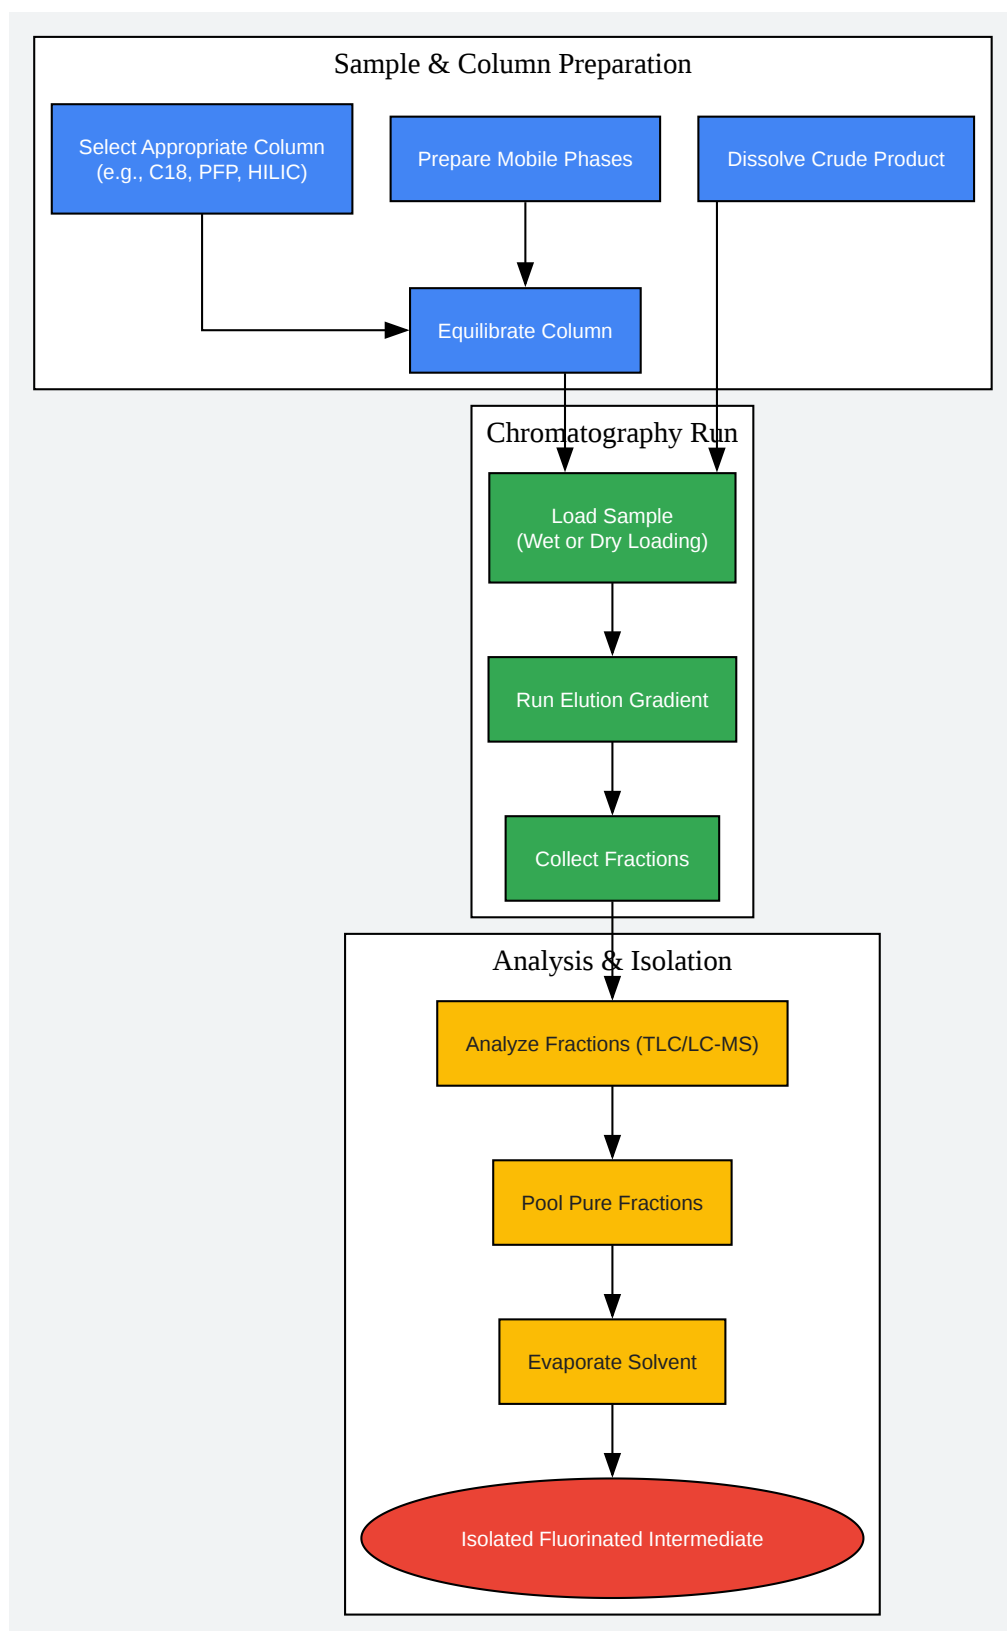 Sample & Column Preparation
Select Appropriate Column
(e.g., C18, PFP, HILIC)
Prepare Mobile Phases
Dissolve Crude Product
Equilibrate Column
Chromatography Run
Load Sample
(Wet or Dry Loading)
Run Elution Gradient
Collect Fractions
Analysis & Isolation
Analyze Fractions (TLC/LC-MS)
Pool Pure Fractions
Evaporate Solvent
Isolated Fluorinated Intermediate